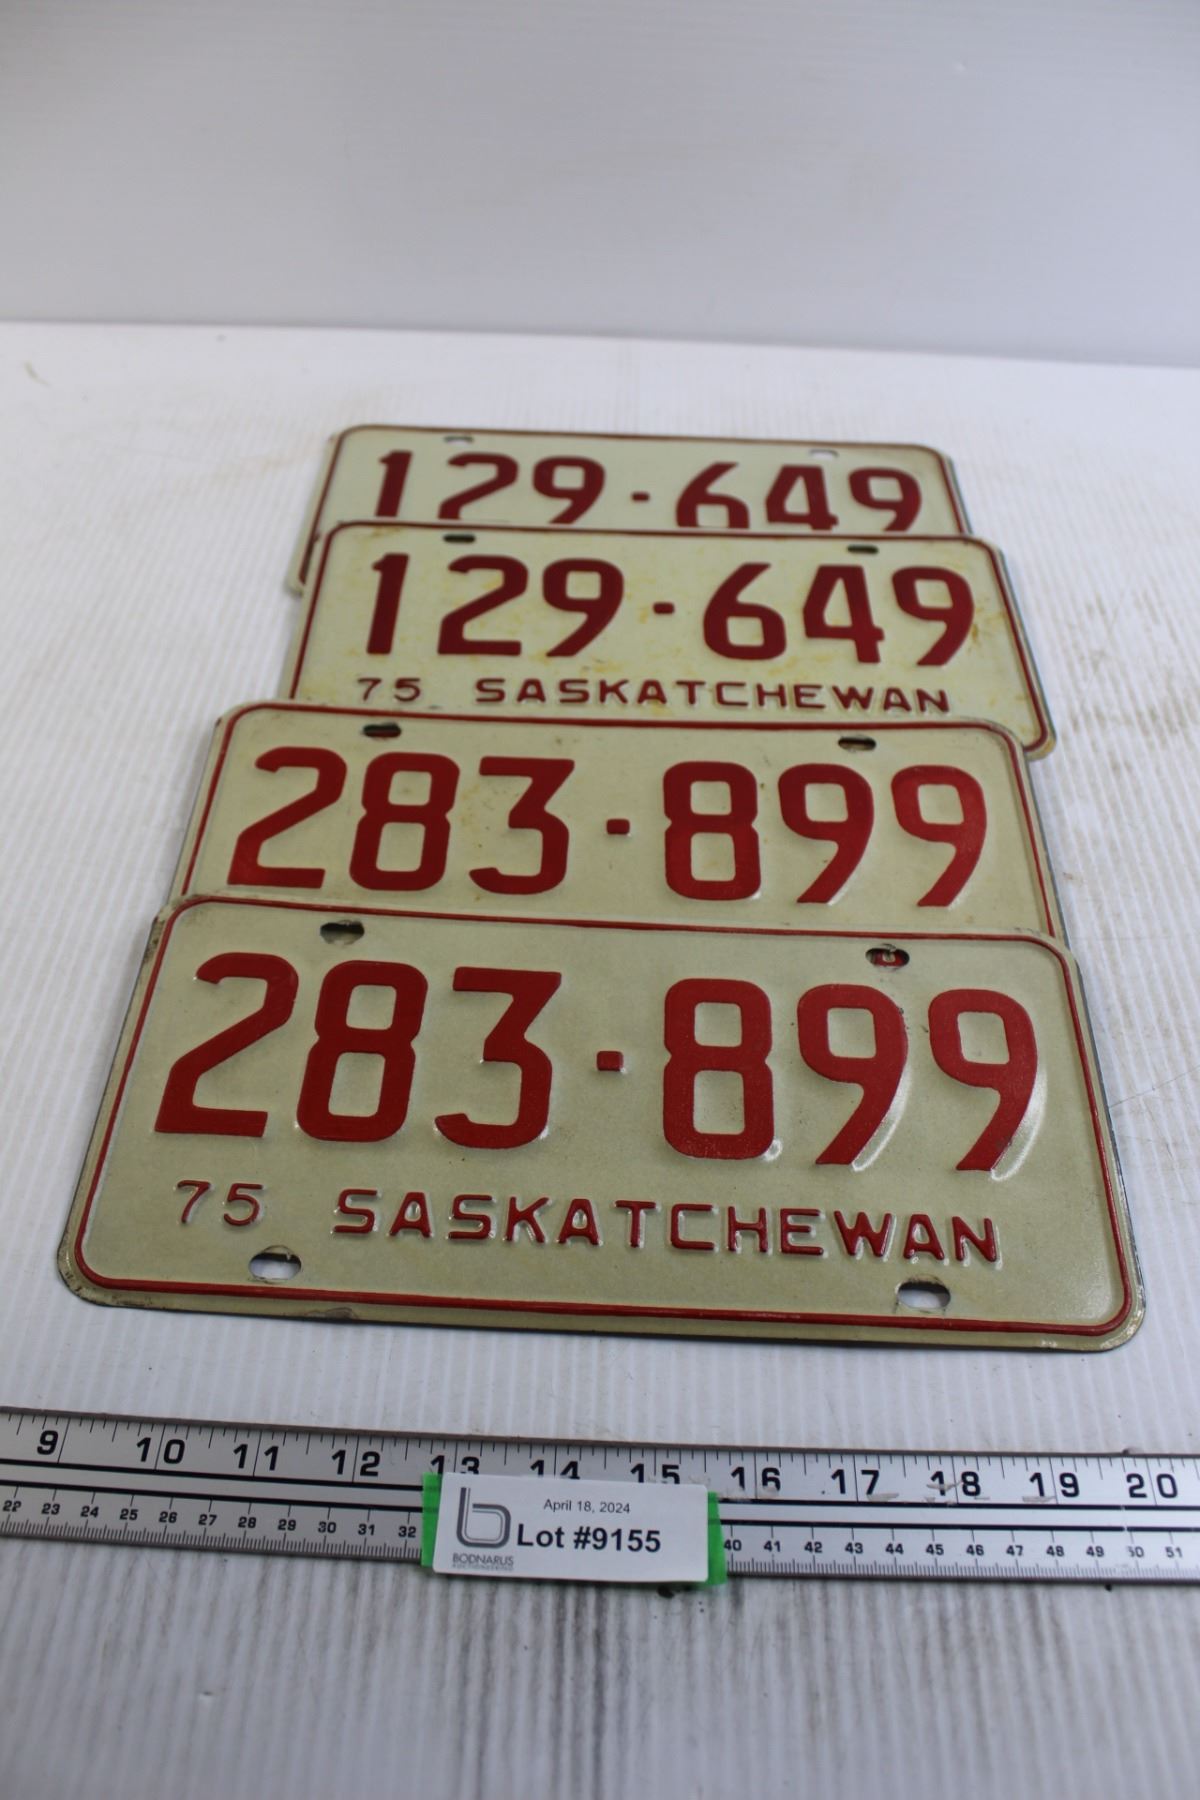 129-649
129-649
75 SASKATCHEWAN
283-899
283-899
75 SASKATCHEWAN
9 10 11 12 13 14 15 16 17 18 19 20
22 23 24 25 26 27 28 29 30 31 32 40 41 42 43 44 45 46 47 48 49 50 51
April 18, 2024
Lot #9155
BODNARUS